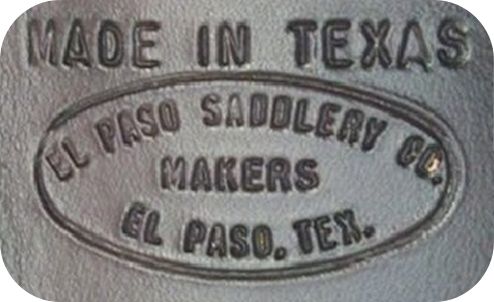 MADE IN TEXAS
EL PASO SADDLERY CO.
MAKERS
EL PASO, TEX.